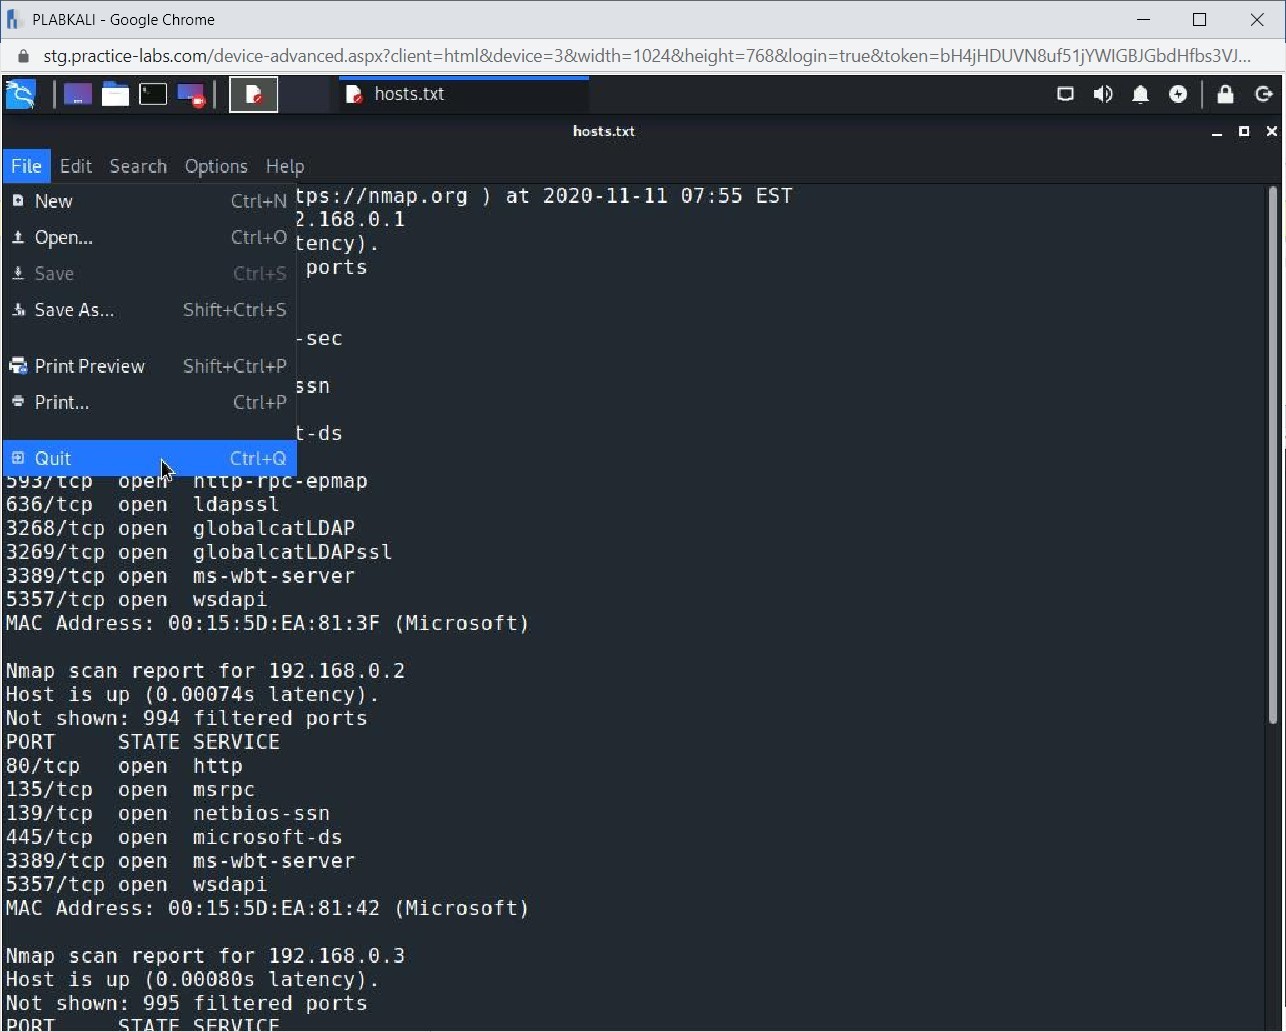 PLABKALI - Google Chrome
stg.practice-labs.com/device-advanced.aspx?client=html&device=3&width=1024&height=768&login=true&token=bH4jHDUVN8uf51jYWIGBJGbdHfbs3VJ...
hosts.txt
hosts.txt
File Edit Search Options Help
New Ctrl+N
Open... Ctrl+O
Save Ctrl+S
Save As... Shift+Ctrl+S
Print Preview Shift+Ctrl+P
Print... Ctrl+P
Quit Ctrl+Q
tps://nmap.org ) at 2020-11-11 07:55 EST
2.168.0.1
tency).
ports
-sec
ssn
t-ds
593/tcp open http-rpc-epmap
636/tcp open ldapssl
3268/tcp open globalcatLDAP
3269/tcp open globalcatLDAPssl
3389/tcp open ms-wbt-server
5357/tcp open wsdapi
MAC Address: 00:15:5D:EA:81:3F (Microsoft)
Nmap scan report for 192.168.0.2
Host is up (0.00074s latency).
Not shown: 994 filtered ports
PORT STATE SERVICE
80/tcp open http
135/tcp open msrpc
139/tcp open netbios-ssn
445/tcp open microsoft-ds
3389/tcp open ms-wbt-server
5357/tcp open wsdapi
MAC Address: 00:15:5D:EA:81:42 (Microsoft)
Nmap scan report for 192.168.0.3
Host is up (0.00080s latency).
Not shown: 995 filtered ports
PORT STATE SERVICE